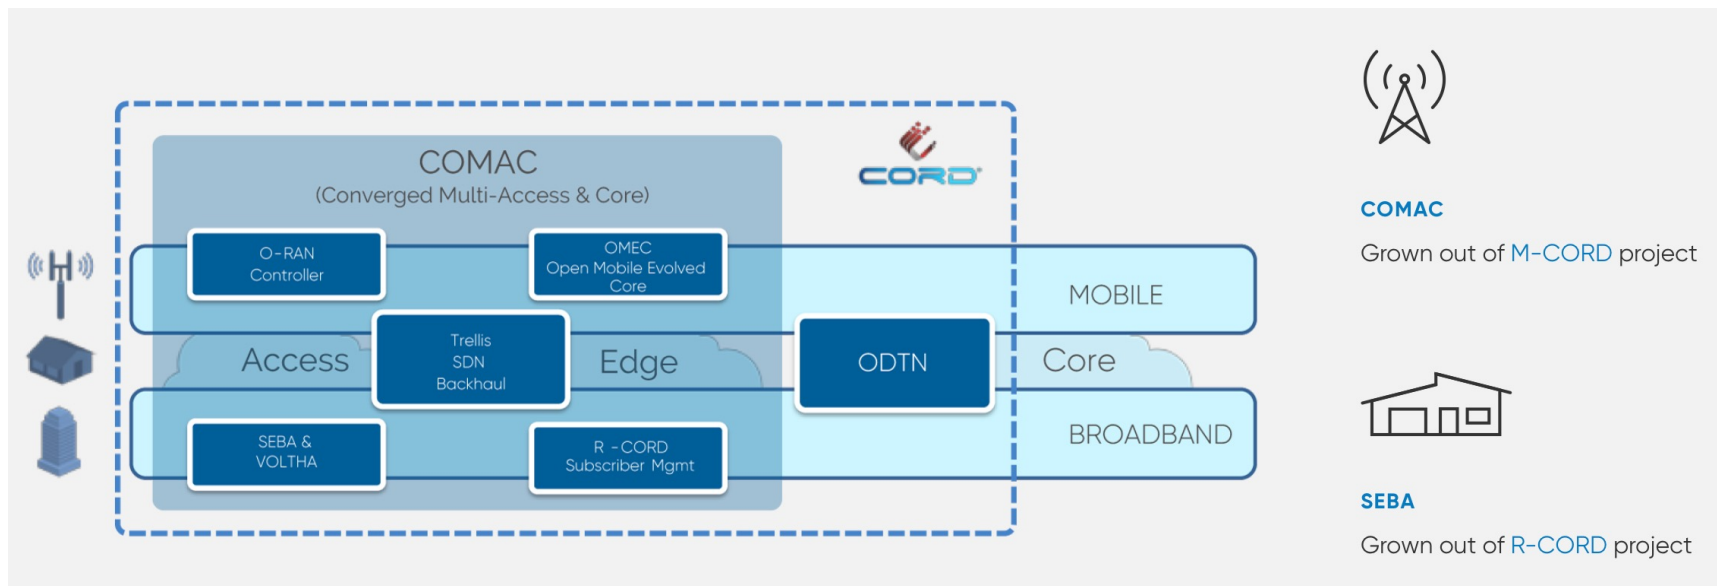 COMAC
(Converged Multi-Access & Core)
CORD
O-RAN
Controller
OMEC
Open Mobile Evolved
Core
MOBILE
Access
Trellis
SDN
Backhaul
Edge
ODTN
Core
SEBA &
VOLTHA
R -CORD
Subscriber Mgmt
BROADBAND
COMAC
Grown out of M-CORD project
SEBA
Grown out of R-CORD project